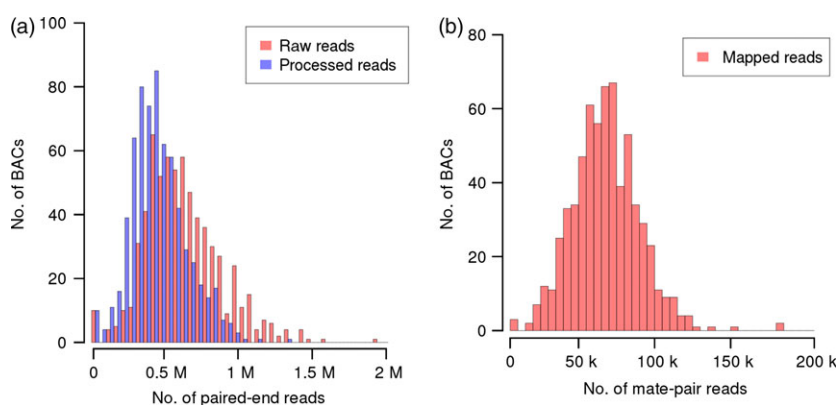 (a)
100
80
60
40
20
0
No. of BACs
Raw reads
Processed reads
0 0.5 M 1 M 2 M
No. of paired-end reads
(b)
80
60
40
20
0
No. of BACs
Mapped reads
0 50 k 100 k 150 k 200 k
No. of mate-pair reads